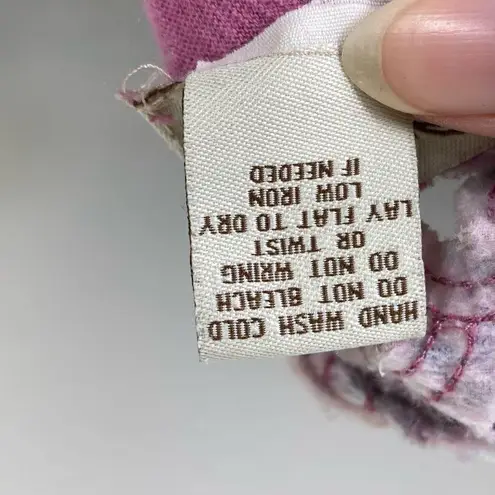 HAND WASH COLD
DO NOT BLEACH
DO NOT WRING
OR TWIST
LAY FLAT TO DRY
LOW IRON
IF NEEDED